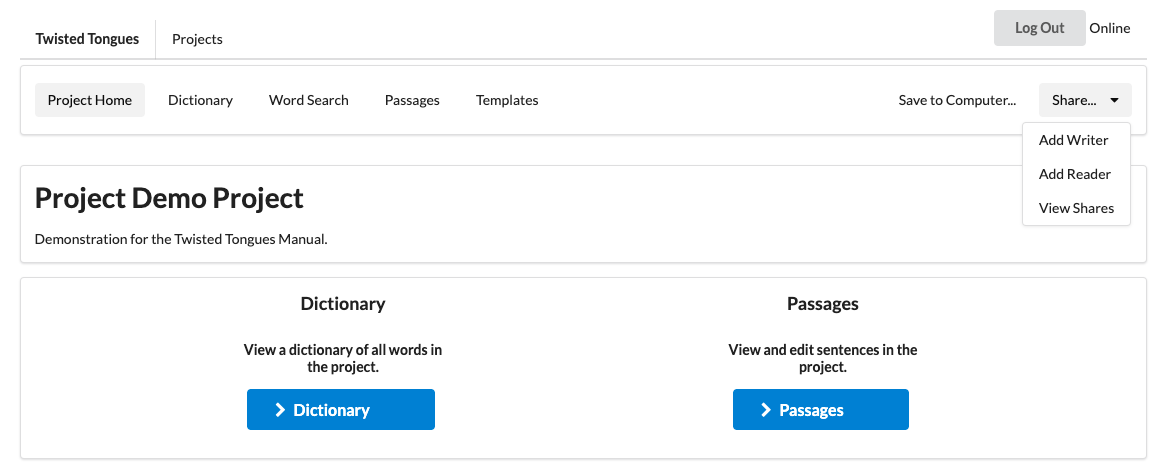 Twisted Tongues Projects Log Out Online
Project Home Dictionary Word Search Passages Templates Save to Computer... Share...
Add Writer
Add Reader
View Shares
Project Demo Project
Demonstration for the Twisted Tongues Manual.
Dictionary
View a dictionary of all words in
the project.
Dictionary
Passages
View and edit sentences in the
project.
Passages